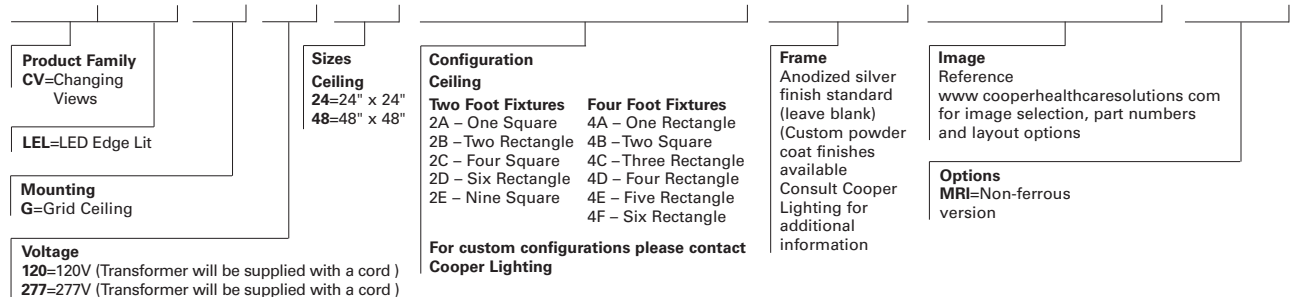 Product Family
CV=Changing
Views
LEL=LED Edge Lit
Mounting
G=Grid Ceiling
Voltage
120=120V (Transformer will be supplied with a cord )
277=277V (Transformer will be supplied with a cord )
Sizes
Ceiling
24=24" x 24"
48=48" x 48"
Configuration
Ceiling
Two Foot Fixtures
2A – One Square
2B – Two Rectangle
2C – Four Square
2D – Six Rectangle
2E – Nine Square
Four Foot Fixtures
4A – One Rectangle
4B – Two Square
4C – Three Rectangle
4D – Four Rectangle
4E – Five Rectangle
4F – Six Rectangle
For custom configurations please contact
Cooper Lighting
Frame
Anodized silver
finish standard
(leave blank)
(Custom powder
coat finishes
available
Consult Cooper
Lighting for
additional
information
Image
Reference
www cooperhealthcaresolutions com
for image selection, part numbers
and layout options
Options
MRI=Non-ferrous
version